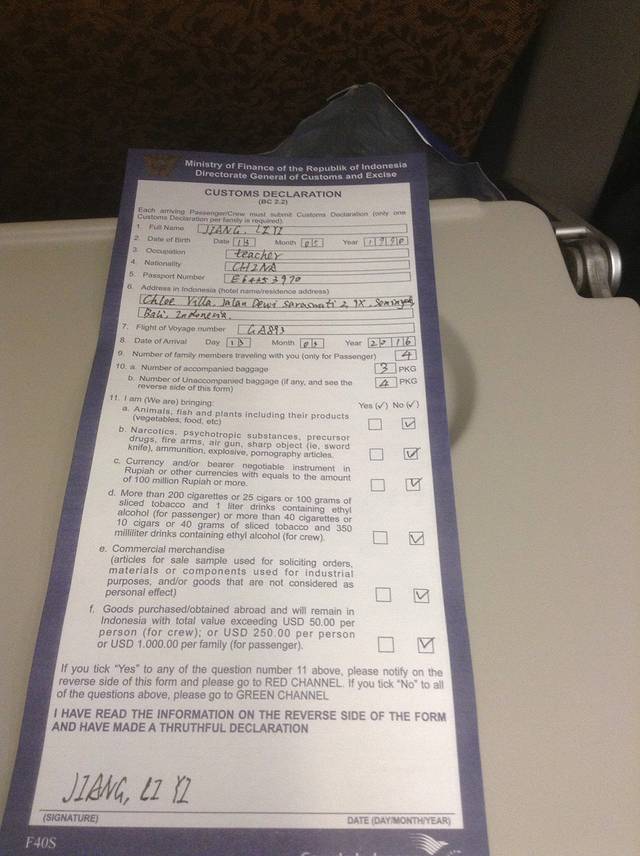 Ministry of Finance of the Republik of Indonesia
Directorate General of Customs and Excise
CUSTOMS DECLARATION
(BC 2.2)
Each arriving Passenger/Crew must submit Customs Declaration (only one
Customs Declaration per family is required).
1. Full Name JIANG, LI YI
2. Date of Birth Date 13 Month 05 Year 1990
3. Occupation teacher
4. Nationality CHINA
5. Passport Number
6. Address in Indonesia (hotel name/residence address)
Chloe Villa, Jalan Dewi Saraswati 2, 9X, Seminyak,
Bali, Indonesia.
7. Flight of Voyage number GA893
8. Date of Arrival Day 13 Month 03 Year 2016
9. Number of family members traveling with you (only for Passenger) 4
10. a. Number of accompanied baggage 3 PKG
b. Number of Unaccompanied baggage (if any, and see the 4 PKG
reverse side of this form)
11. I am (We are) bringing: Yes (✓) No (✓)
a. Animals, fish and plants including their products
(vegetables, food, etc)
b. Narcotics, psychotropic substances, precursor
drugs, fire arms, air gun, sharp object (ie, sword
knife), ammunition, explosive, pornography articles.
c. Currency and/or bearer negotiable instrument in
Rupiah or other currencies with equals to the amount
of 100 million Rupiah or more.
d. More than 200 cigarettes or 25 cigars or 100 grams of
sliced tobacco and 1 liter drinks containing ethyl
alcohol (for passenger) or more than 40 cigarettes or
10 cigars or 40 grams of sliced tobacco and 350
milliliter drinks containing ethyl alcohol (for crew).
e. Commercial merchandise
(articles for sale sample used for soliciting orders,
materials or components used for industrial
purposes, and/or goods that are not considered as
personal effect)
f. Goods purchased/obtained abroad and will remain in
Indonesia with total value exceeding USD 50.00 per
person (for crew); or USD 250.00 per person
or USD 1.000.00 per family (for passenger).
If you tick "Yes" to any of the question number 11 above, please notify on the
reverse side of this form and please go to RED CHANNEL. If you tick "No" to all
of the questions above, please go to GREEN CHANNEL
I HAVE READ THE INFORMATION ON THE REVERSE SIDE OF THE FORM
AND HAVE MADE A THRUTHFUL DECLARATION
JIANG, LI YI
(SIGNATURE) DATE (DAY/MONTH/YEAR)
F40S